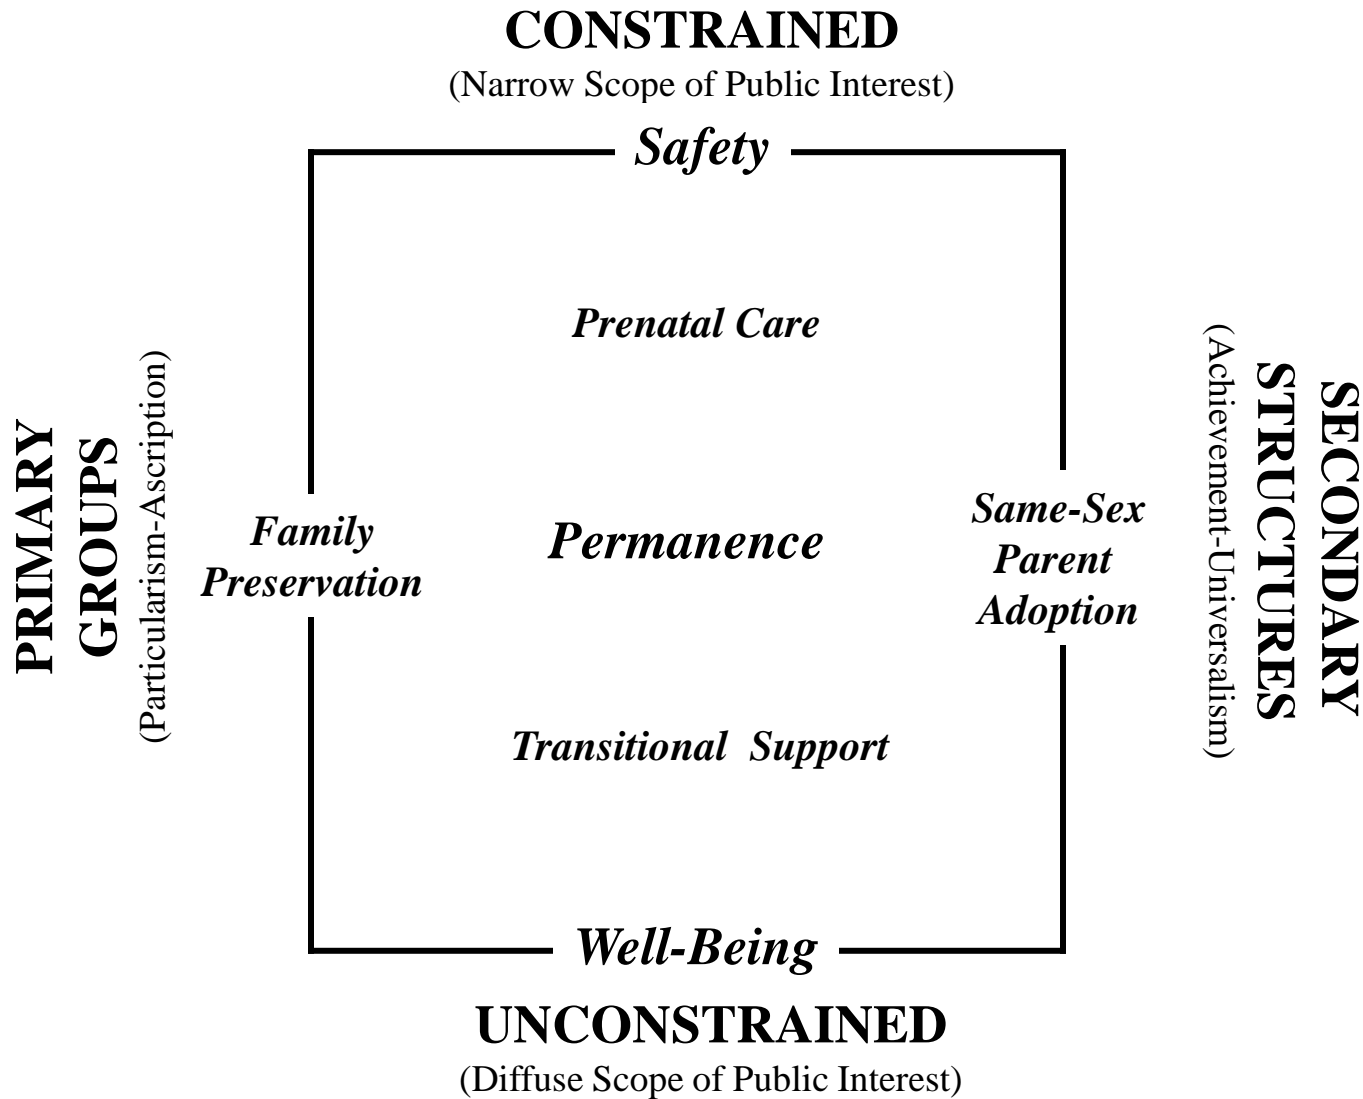 CONSTRAINED
(Narrow Scope of Public Interest)
Safety
Prenatal Care
PRIMARY
GROUPS
(Particularism-Ascription)
Family
Preservation
Permanence
Same-Sex
Parent
Adoption
SECONDARY
STRUCTURES
(Achievement-Universalism)
Transitional Support
Well-Being
UNCONSTRAINED
(Diffuse Scope of Public Interest)